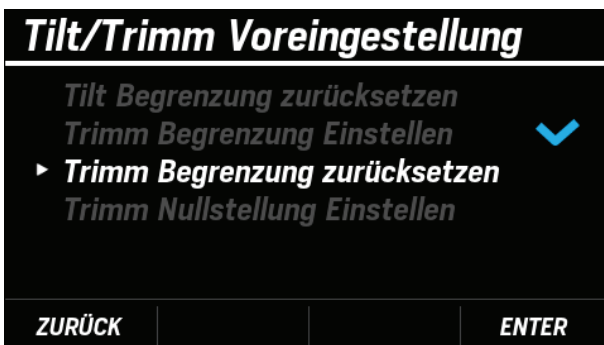 Tilt/Trimm Voreingestellung
Tilt Begrenzung zurücksetzen
Trimm Begrenzung Einstellen
Trimm Begrenzung zurücksetzen
Trimm Nullstellung Einstellen
ZURÜCK ENTER